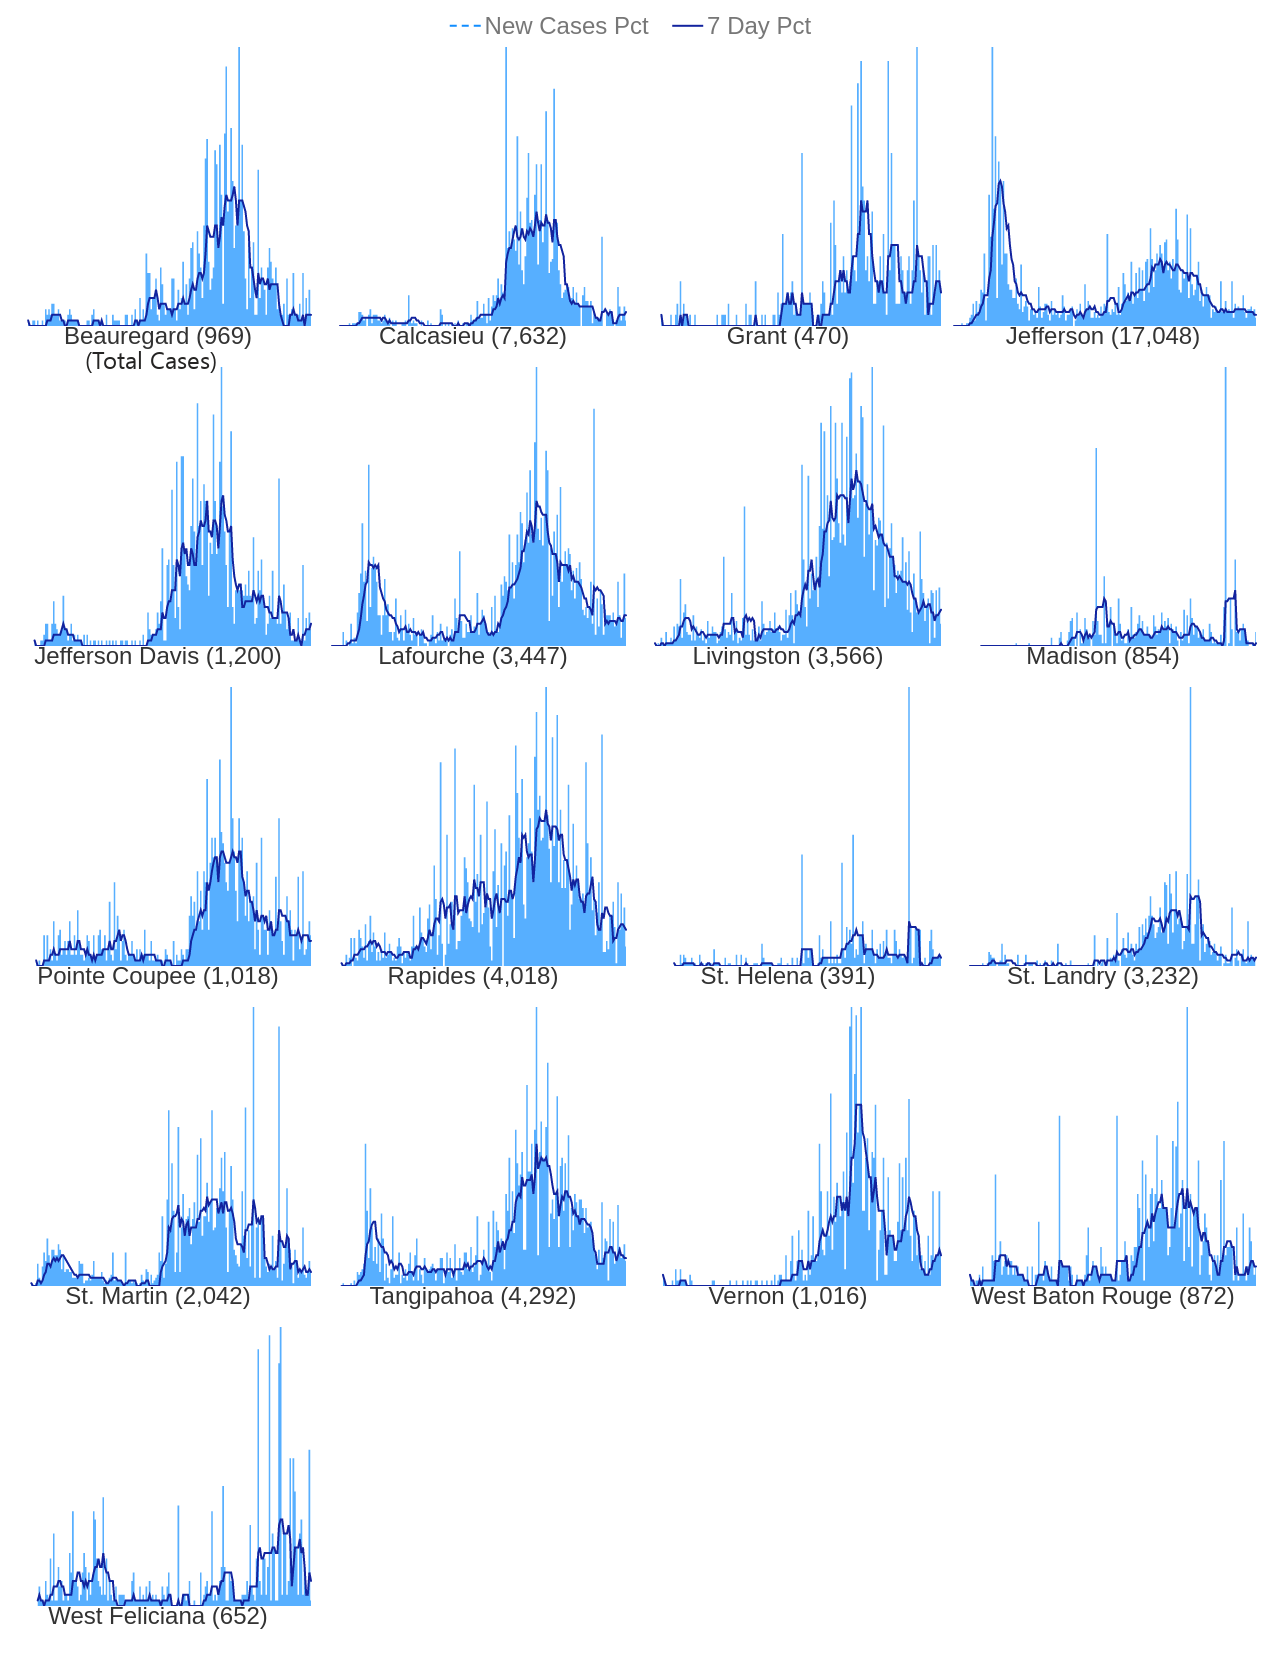 New Cases Pct 7 Day Pct
Beauregard (969) Calcasieu (7,632) Grant (470) Jefferson (17,048)
(Total Cases)
Jefferson Davis (1,200) Lafourche (3,447) Livingston (3,566) Madison (854)
Pointe Coupee (1,018) Rapides (4,018) St. Helena (391) St. Landry (3,232)
St. Martin (2,042) Tangipahoa (4,292) Vernon (1,016) West Baton Rouge (872)
West Feliciana (652)